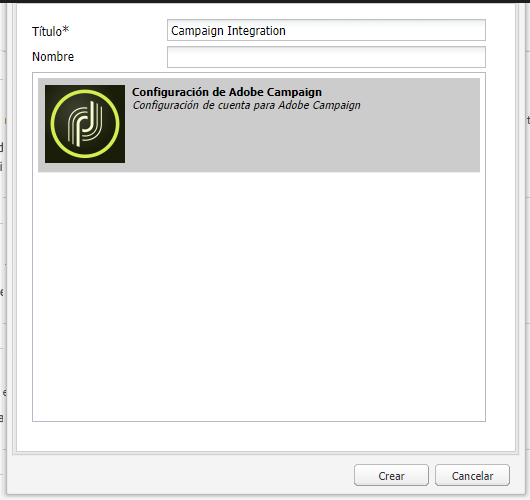 Título*
Campaign Integration
Nombre
Configuración de Adobe Campaign
Configuración de cuenta para Adobe Campaign
Crear
Cancelar